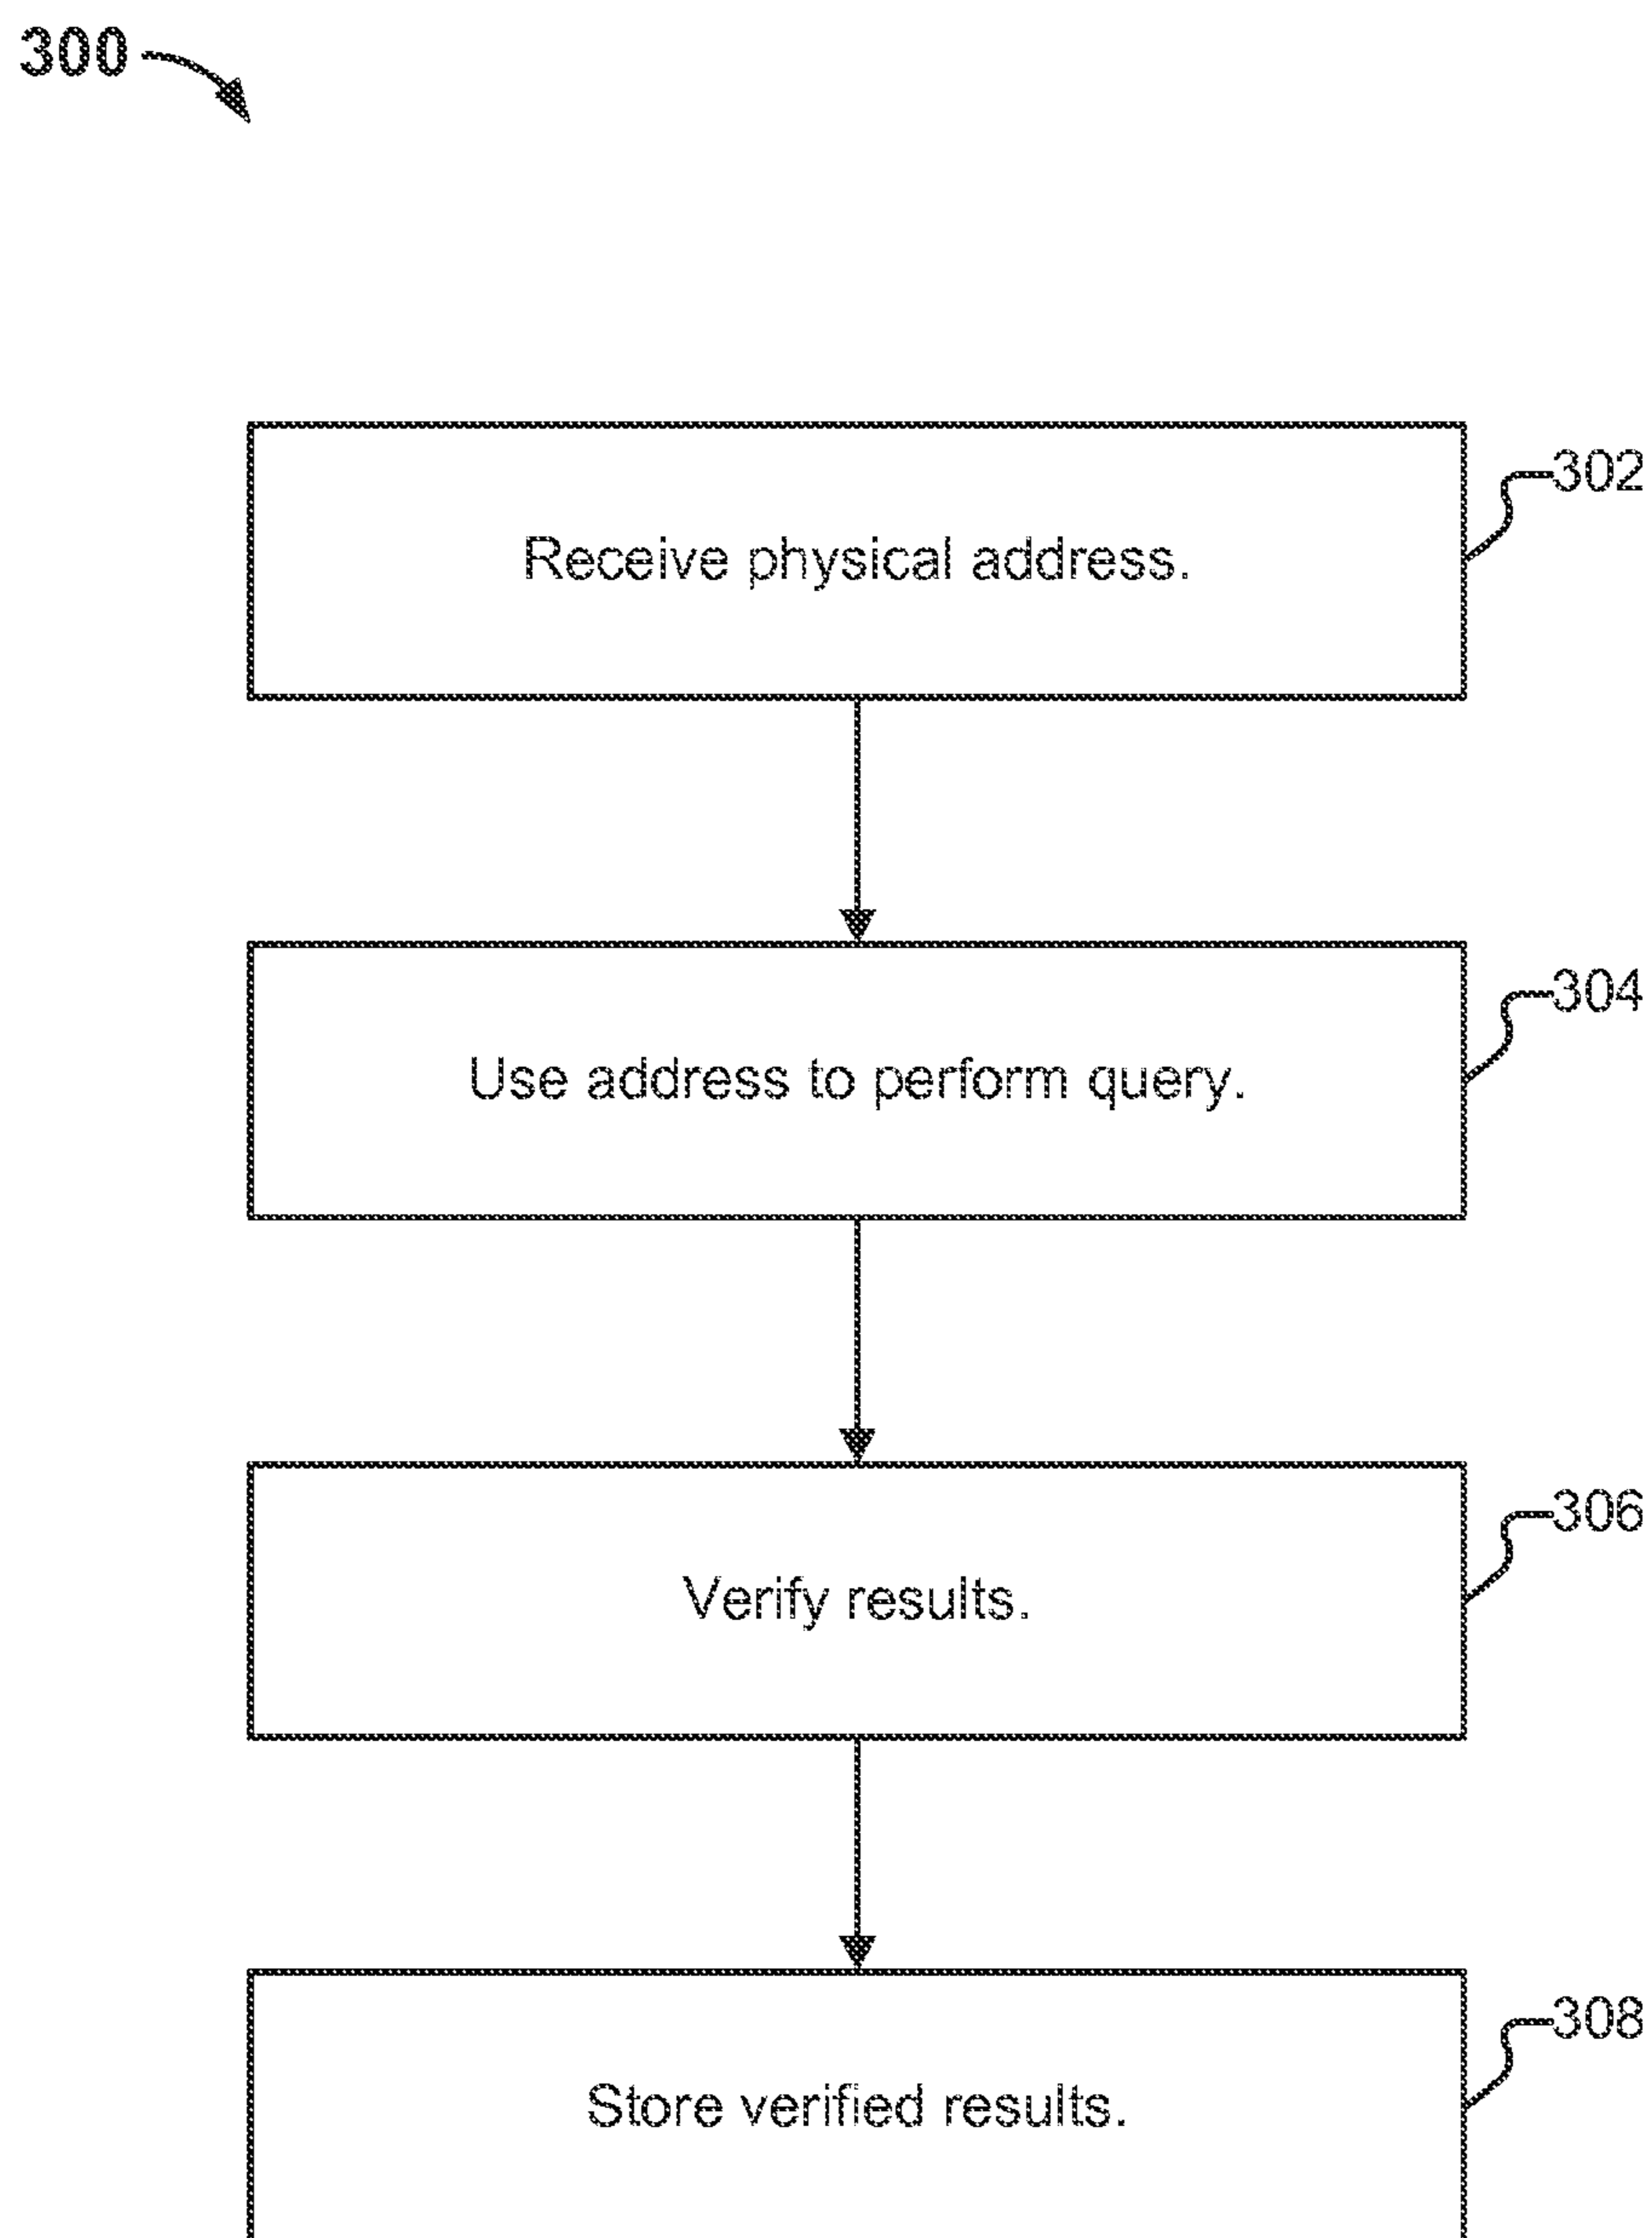 300
302
Receive physical address.
304
Use address to perform query.
306
Verify results.
308
Store verified results.